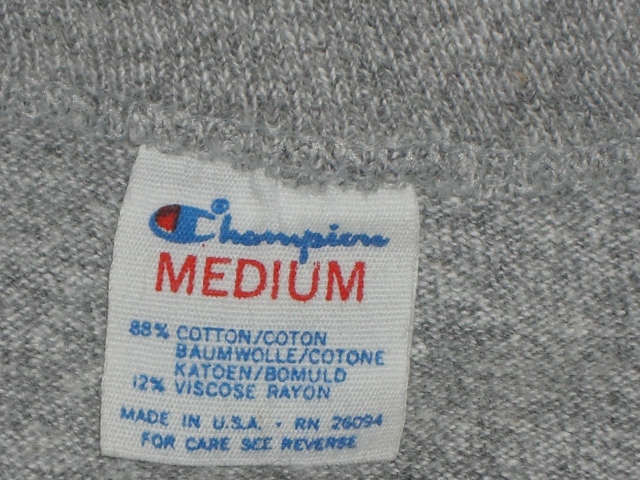 Champion®
MEDIUM
88% COTTON/COTON
BAUMWOLLE/COTONE
KATOEN/BOMULD
12% VISCOSE RAYON
MADE IN U.S.A. · RN 26094
FOR CARE SEE REVERSE